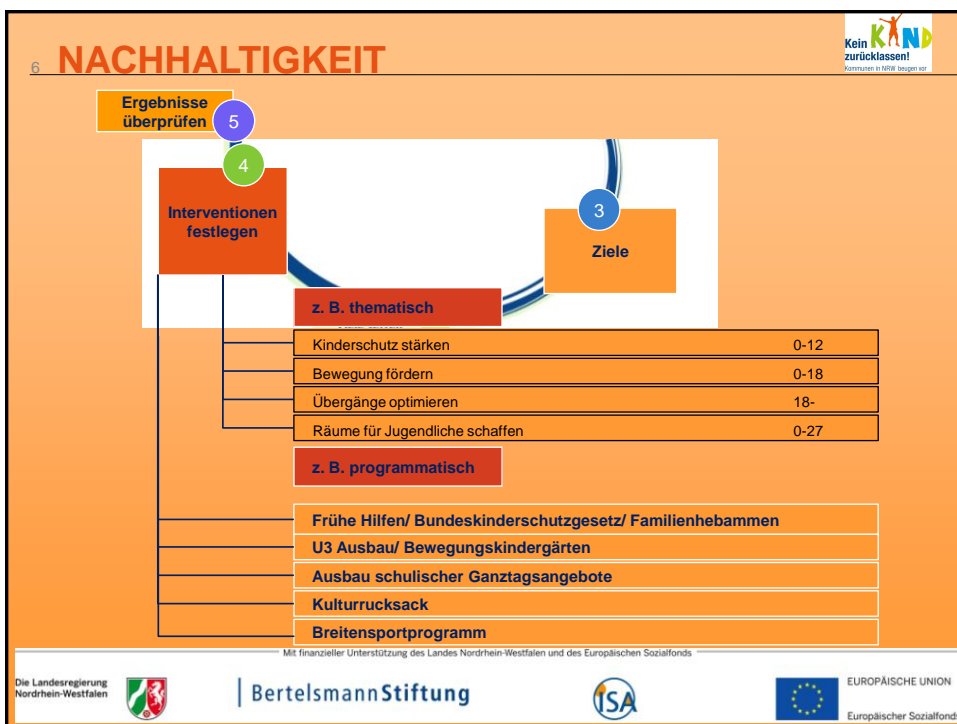 6 NACHHALTIGKEIT
Kein KIND
zurücklassen!
Kommunen in NRW beugen vor
Ergebnisse
überprüfen
5
4
Interventionen
festlegen
3
Ziele
z. B. thematisch
Kinderschutz stärken 0-12
Bewegung fördern 0-18
Übergänge optimieren 18-
Räume für Jugendliche schaffen 0-27
z. B. programmatisch
Frühe Hilfen/ Bundeskinderschutzgesetz/ Familienhebammen
U3 Ausbau/ Bewegungskindergärten
Ausbau schulischer Ganztagsangebote
Kulturrucksack
Breitensportprogramm
Mit finanzieller Unterstützung des Landes Nordrhein-Westfalen und des Europäischen Sozialfonds
Die Landesregierung
Nordrhein-Westfalen
BertelsmannStiftung
ISA
EUROPÄISCHE UNION
Europäischer Sozialfonds